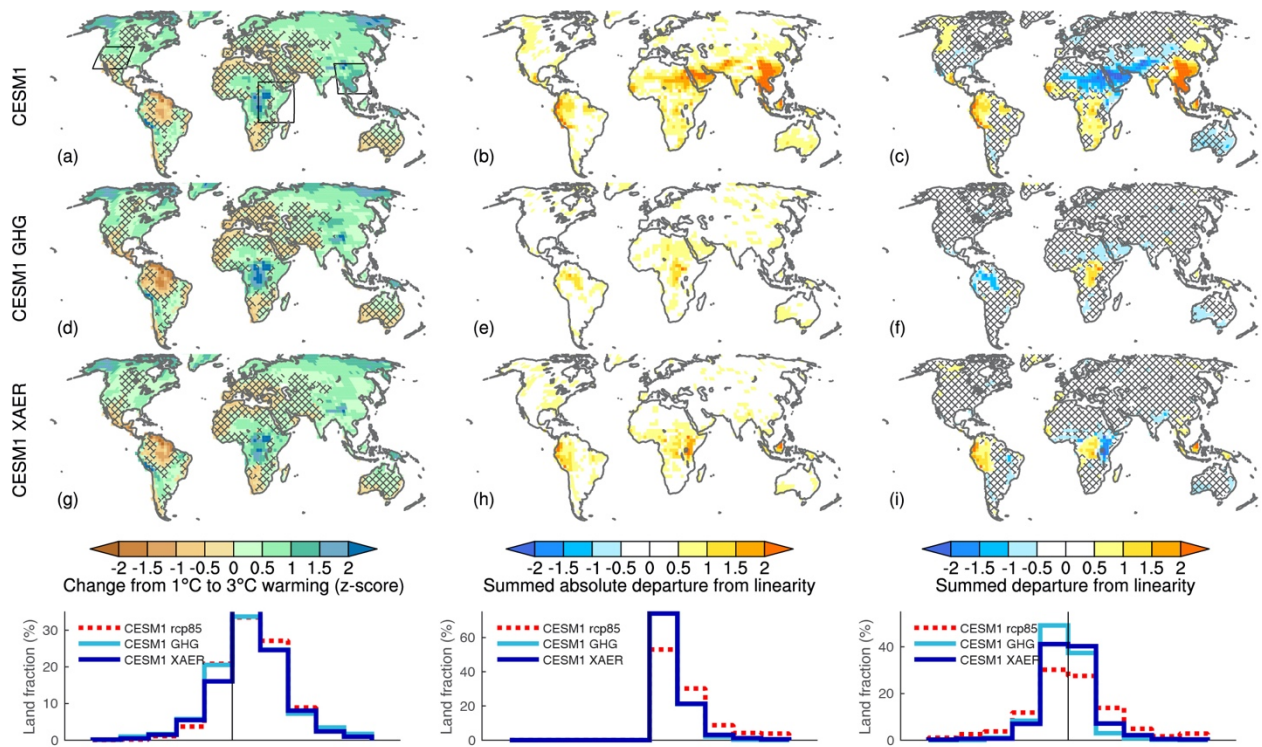 CESM1
(a)
(b)
(c)
CESM1 GHG
(d)
(e)
(f)
CESM1 XAER
(g)
(h)
(i)
-2 -1.5 -1 -0.5 0 0.5 1 1.5 2
Change from 1°C to 3°C warming (z-score)
-2 -1.5 -1 -0.5 0 0.5 1 1.5 2
Summed absolute departure from linearity
-2 -1.5 -1 -0.5 0 0.5 1 1.5 2
Summed departure from linearity
Land fraction (%)
30
20
10
0
CESM1 rcp85
CESM1 GHG
CESM1 XAER
Land fraction (%)
60
40
20
0
CESM1 rcp85
CESM1 GHG
CESM1 XAER
Land fraction (%)
40
20
0
CESM1 rcp85
CESM1 GHG
CESM1 XAER